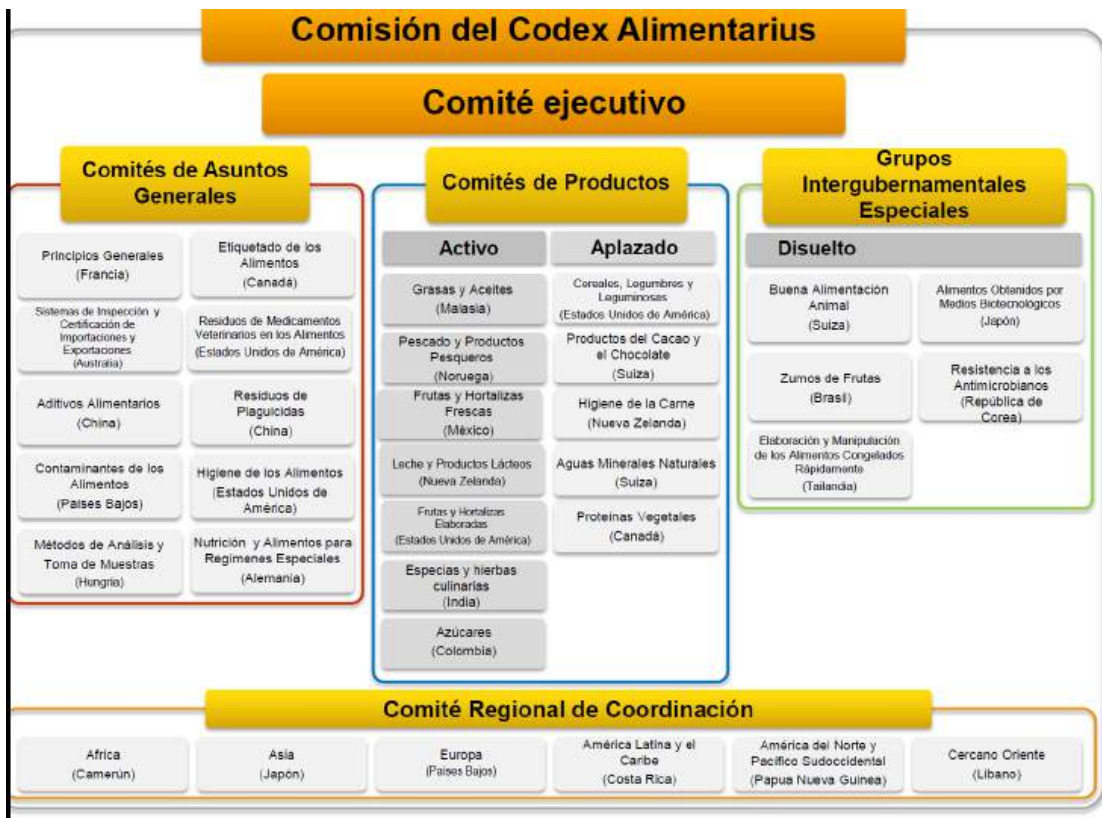 Comisión del Codex Alimentarius
Comité ejecutivo
Comités de Asuntos
Generales
Principios Generales
(Francia)
Etiquetado de los
Alimentos
(Canadá)
Sistemas de Inspección y
Certificación de
Importaciones y
Exportaciones
(Australia)
Residuos de Medicamentos
Veterinarios en los Alimentos
(Estados Unidos de América)
Aditivos Alimentarios
(China)
Residuos de
Plaguicidas
(China)
Contaminantes de los
Alimentos
(Países Bajos)
Higiene de los Alimentos
(Estados Unidos de
América)
Métodos de Análisis y
Toma de Muestras
(Hungría)
Nutrición y Alimentos para
Regímenes Especiales
(Alemania)
Comités de Productos
Activo
Grasas y Aceites
(Malasia)
Pescado y Productos
Pesqueros
(Noruega)
Frutas y Hortalizas
Frescas
(México)
Leche y Productos Lácteos
(Nueva Zelanda)
Frutas y Hortalizas
Elaboradas
(Estados Unidos de América)
Especias y hierbas
culinarias
(India)
Azúcares
(Colombia)
Aplazado
Cereales, Legumbres y
Leguminosas
(Estados Unidos de América)
Productos del Cacao y
el Chocolate
(Suiza)
Higiene de la Carne
(Nueva Zelanda)
Aguas Minerales Naturales
(Suiza)
Proteínas Vegetales
(Canadá)
Grupos
Intergubernamentales
Especiales
Disuelto
Buena Alimentación
Animal
(Suiza)
Alimentos Obtenidos por
Medios Biotecnológicos
(Japón)
Zumos de Frutas
(Brasil)
Resistencia a los
Antimicrobianos
(República de
Corea)
Elaboración y Manipulación
de los Alimentos Congelados
Rápidamente
(Tailandia)
Comité Regional de Coordinación
Africa
(Camerún)
Asia
(Japón)
Europa
(Países Bajos)
América Latina y el
Caribe
(Costa Rica)
América del Norte y
Pacífico Sudoccidental
(Papua Nueva Guinea)
Cercano Oriente
(Líbano)